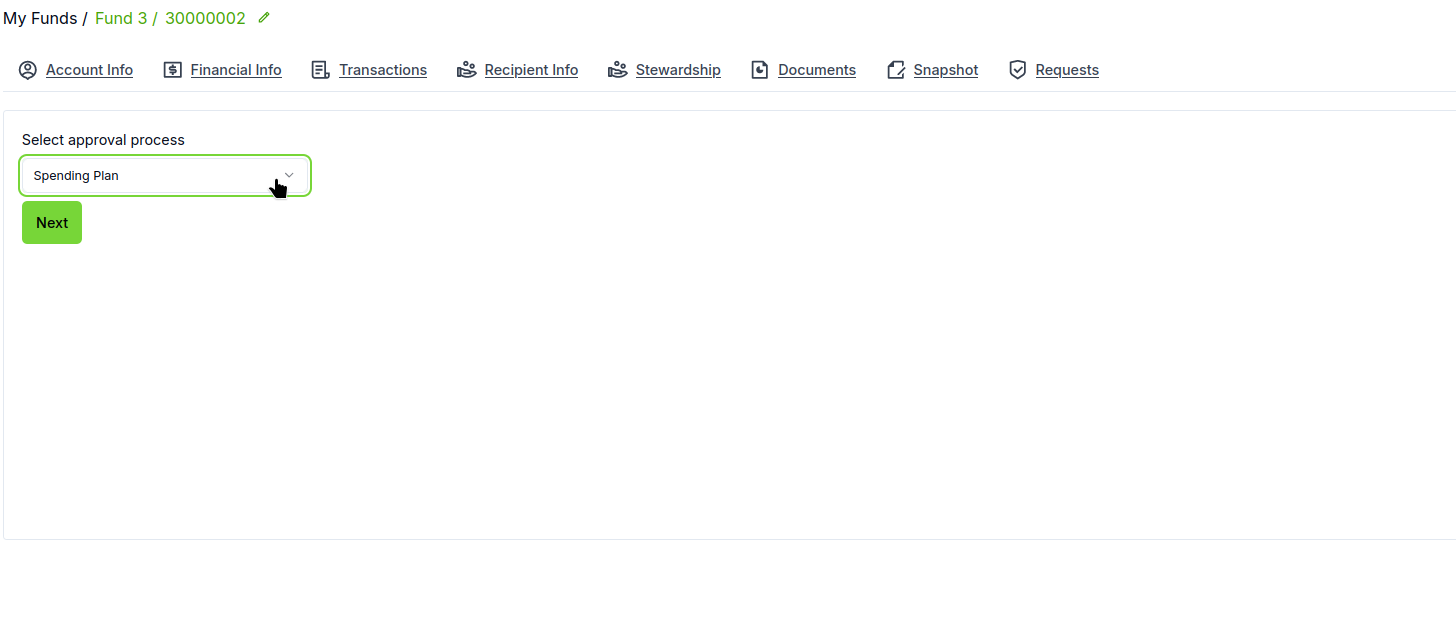 My Funds / Fund 3 / 30000002
Account Info Financial Info Transactions Recipient Info Stewardship Documents Snapshot Requests
Select approval process
Spending Plan
Next